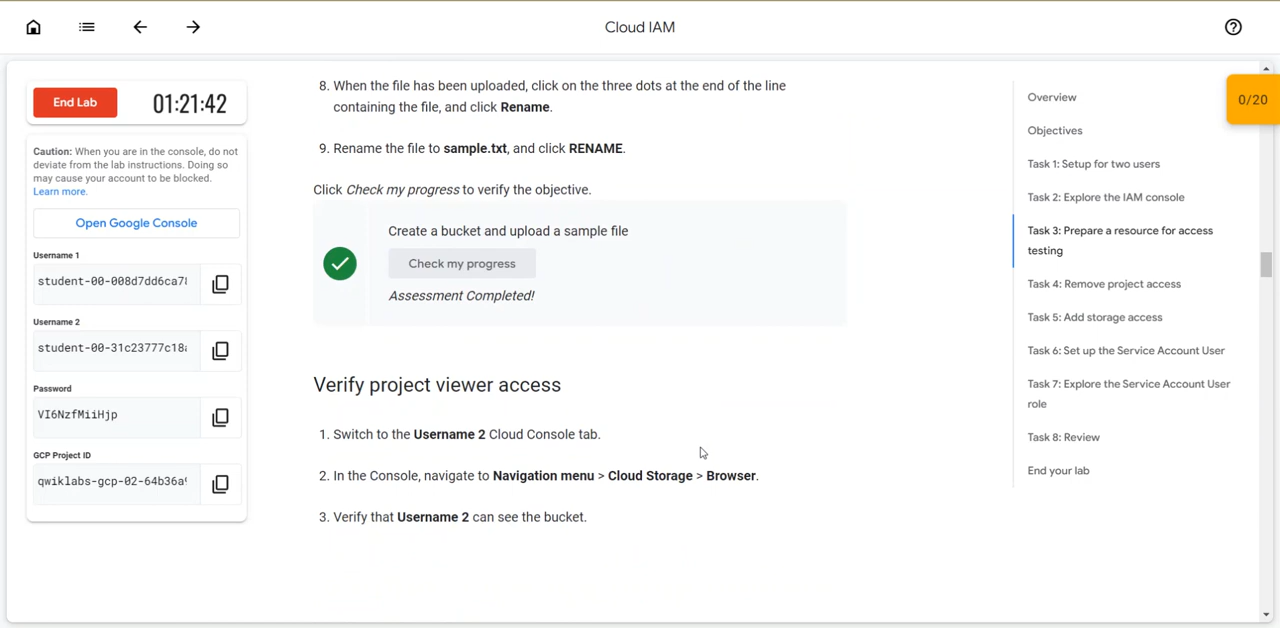 Cloud IAM
End Lab
01:21:42
Caution: When you are in the console, do not
deviate from the lab instructions. Doing so
may cause your account to be blocked.
Learn more.
Open Google Console
Username 1
student-00-008d7dd6ca7
Username 2
student-00-31c23777c18
Password
VI6NzfMiiHjp
GCP Project ID
qwiklabs-gcp-02-64b36a
8. When the file has been uploaded, click on the three dots at the end of the line
containing the file, and click Rename.
9. Rename the file to sample.txt, and click RENAME.
Click Check my progress to verify the objective.
Create a bucket and upload a sample file
Check my progress
Assessment Completed!
Verify project viewer access
1. Switch to the Username 2 Cloud Console tab.
2. In the Console, navigate to Navigation menu > Cloud Storage > Browser.
3. Verify that Username 2 can see the bucket.
Overview
Objectives
Task 1: Setup for two users
Task 2: Explore the IAM console
Task 3: Prepare a resource for access
testing
Task 4: Remove project access
Task 5: Add storage access
Task 6: Set up the Service Account User
Task 7: Explore the Service Account User
role
Task 8: Review
End your lab
0/20